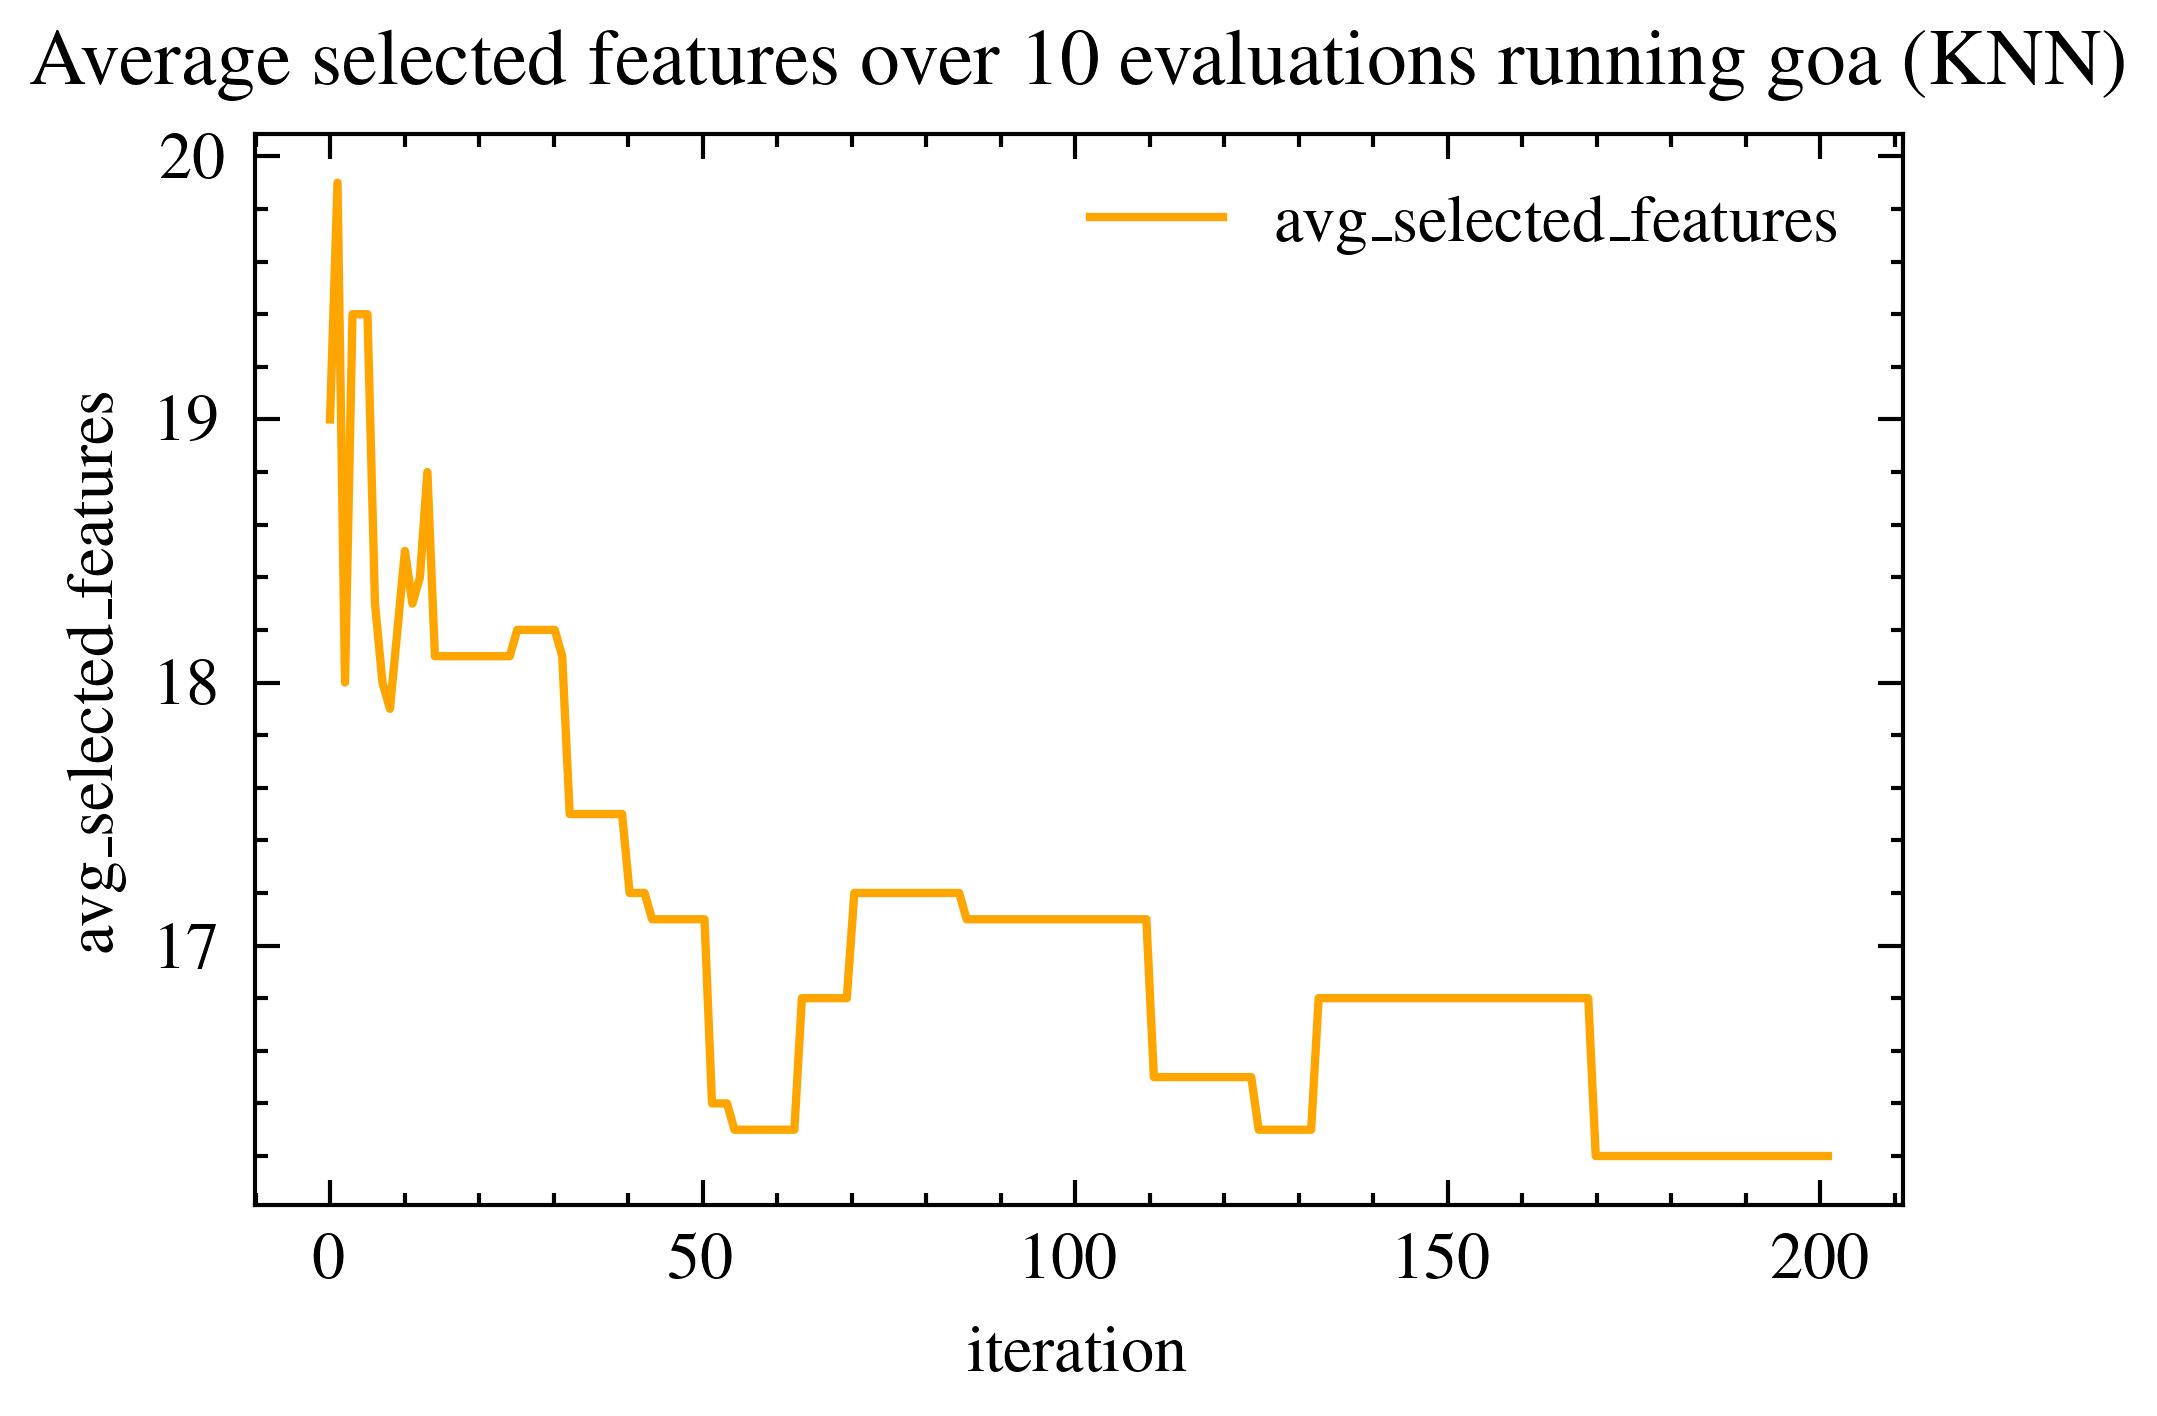 Average selected features over 10 evaluations running goa (KNN)
20
19
18
17
avg_selected_features
avg_selected_features
0 50 100 150 200
iteration